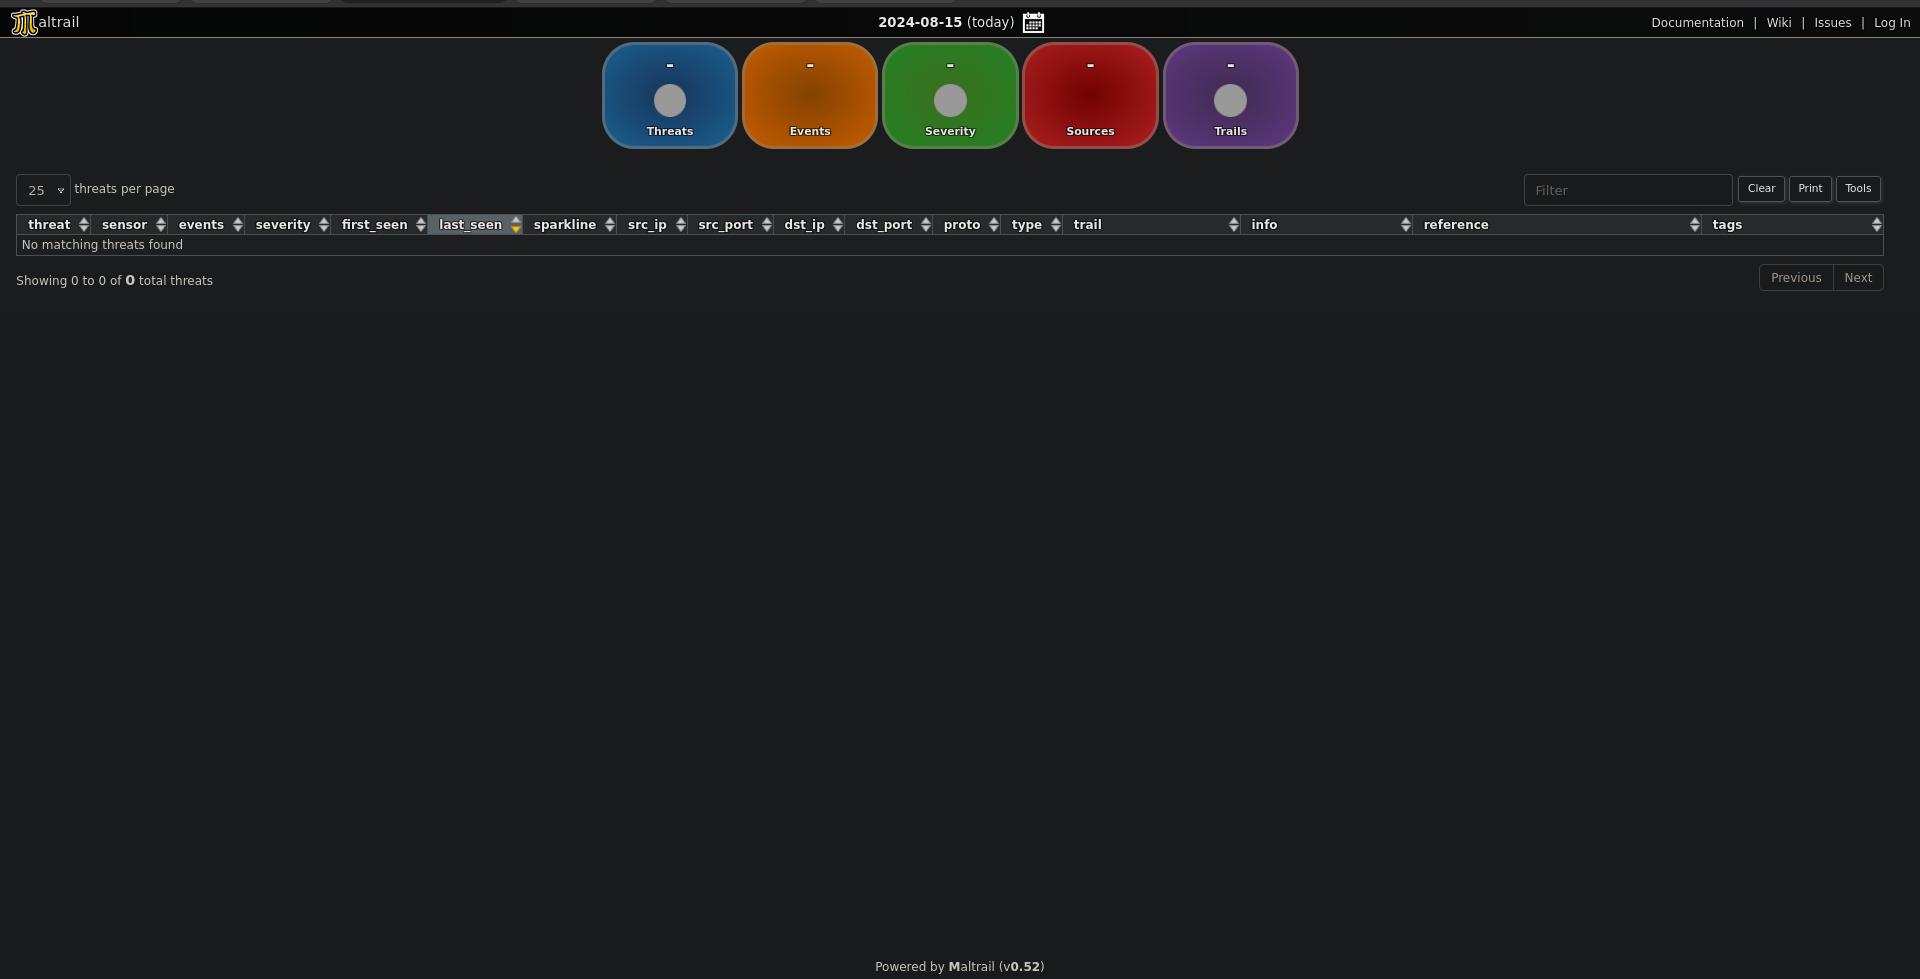 altrail
2024-08-15 (today)
Documentation | Wiki | Issues | Log In
- - - - -
Threats Events Severity Sources Trails
25 threats per page
Filter Clear Print Tools
threat sensor events severity first_seen last_seen sparkline src_ip src_port dst_ip dst_port proto type trail info reference tags
No matching threats found
Showing 0 to 0 of 0 total threats
Previous Next
Powered by Maltrail (v0.52)